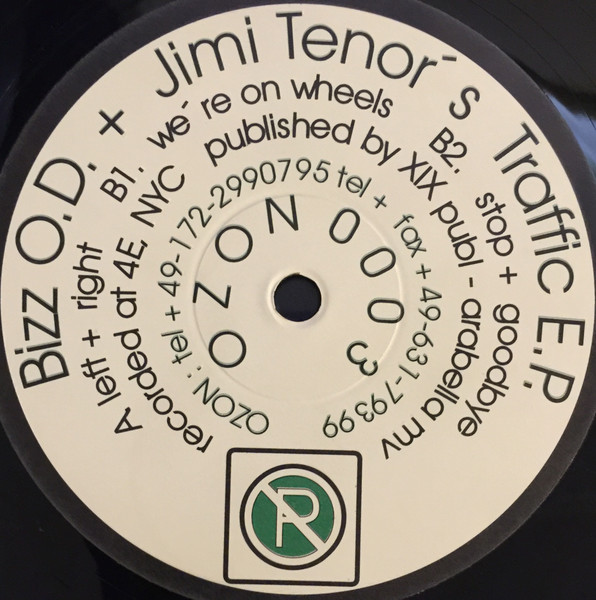 Bizz O.D. + Jimi Tenor´s Traffic E.P.
A left + right B1. we´re on wheels B2. stop + goodbye
recorded at 4E, NYC published by XIX publ - arabella mv
OZON : tel + 49-172-2990795 tel + fax + 49-631-79399
OZON 0003
P